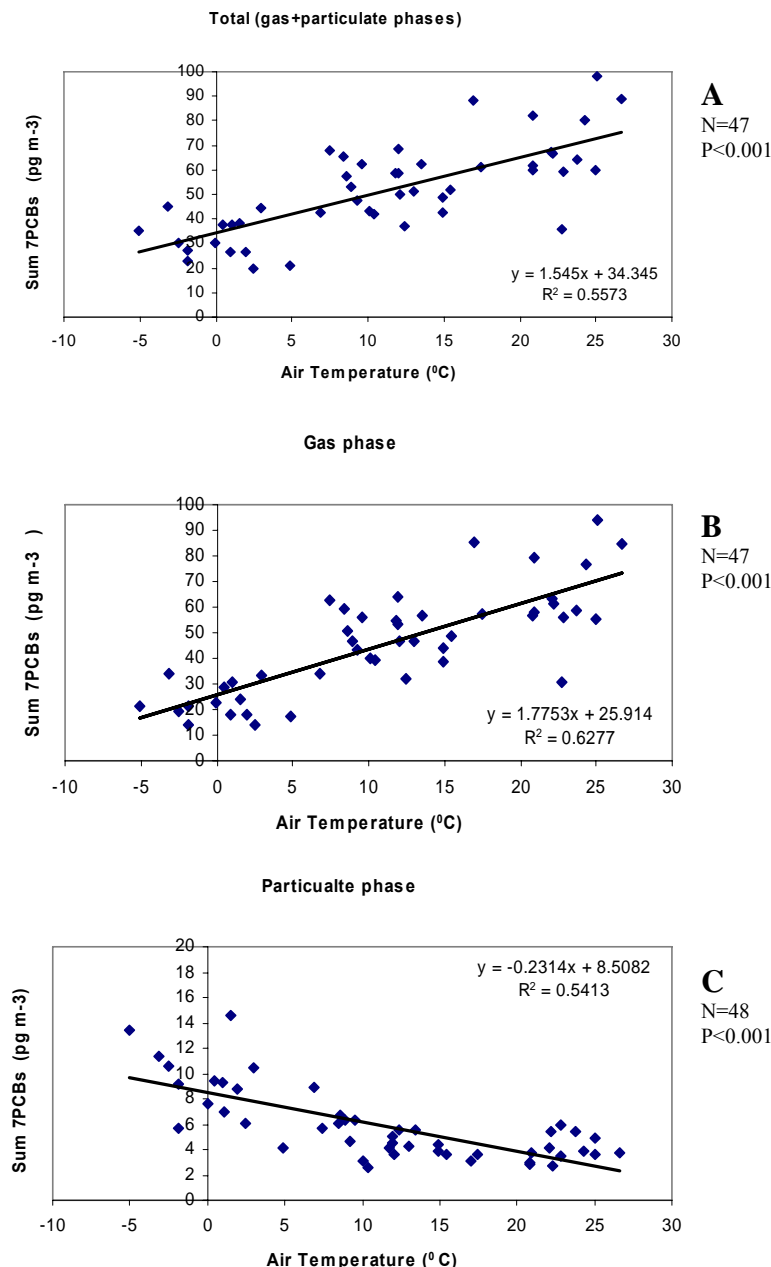 Total (gas+particulate phases)
Sum 7PCBs (pg m-3)
100
90
80
70
60
50
40
30
20
10
0
-10 -5 0 5 10 15 20 25 30
Air Temperature (⁰C)
y = 1.545x + 34.345
R² = 0.5573
A
N=47
P<0.001
Gas phase
Sum 7PCBs (pg m-3 )
100
90
80
70
60
50
40
30
20
10
0
-10 -5 0 5 10 15 20 25 30
Air Temperature (⁰C)
y = 1.7753x + 25.914
R² = 0.6277
B
N=47
P<0.001
Particualte phase
Sum 7PCBs (pg m-3)
20
18
16
14
12
10
8
6
4
2
0
-10 -5 0 5 10 15 20 25 30
Air Temperature (⁰ C)
y = -0.2314x + 8.5082
R² = 0.5413
C
N=48
P<0.001